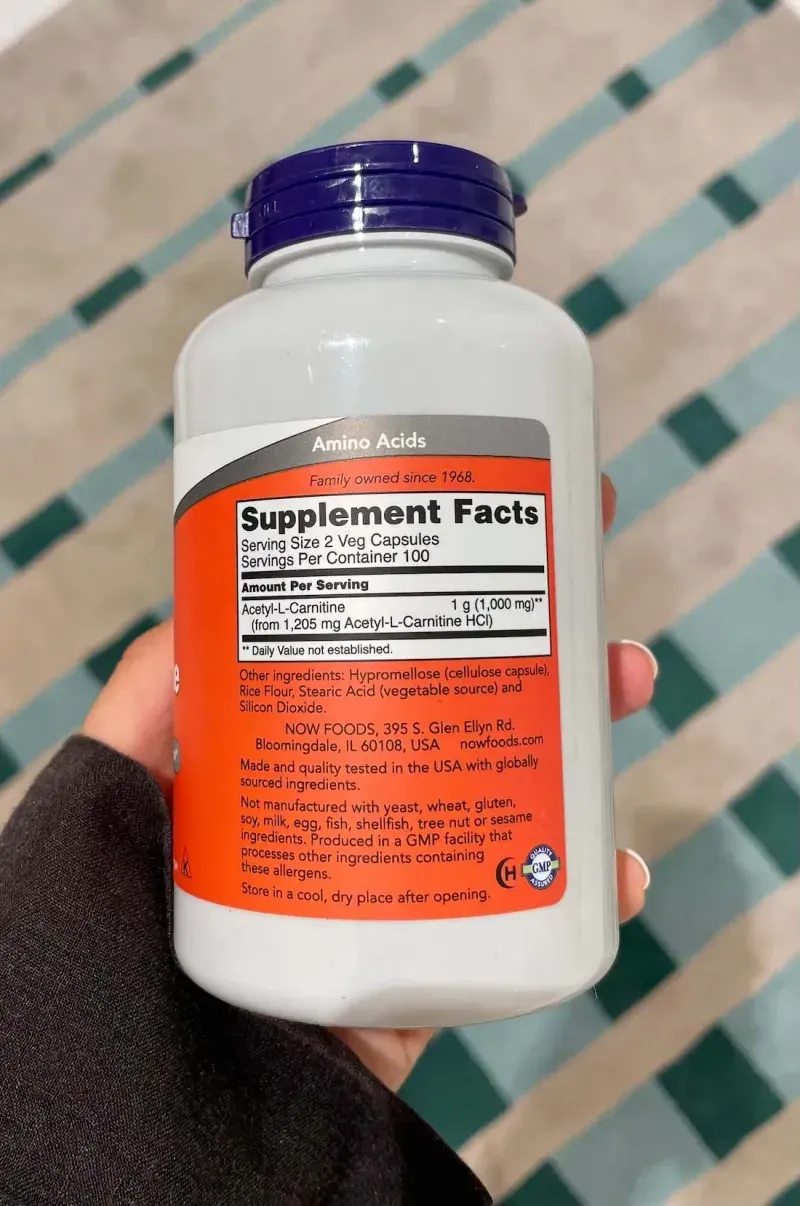 Amino Acids
Family owned since 1968.
Supplement Facts
Serving Size 2 Veg Capsules
Servings Per Container 100
Amount Per Serving
Acetyl-L-Carnitine 1 g (1,000 mg)**
(from 1,205 mg Acetyl-L-Carnitine HCl)
** Daily Value not established.
Other ingredients: Hypromellose (cellulose capsule),
Rice Flour, Stearic Acid (vegetable source) and
Silicon Dioxide.
NOW FOODS, 395 S. Glen Ellyn Rd.
Bloomingdale, IL 60108, USA nowfoods.com
Made and quality tested in the USA with globally
sourced ingredients.
Not manufactured with yeast, wheat, gluten,
soy, milk, egg, fish, shellfish, tree nut or sesame
ingredients. Produced in a GMP facility that
processes other ingredients containing
these allergens.
Store in a cool, dry place after opening.
H
QUALITY
GMP
ASSURED
e
K